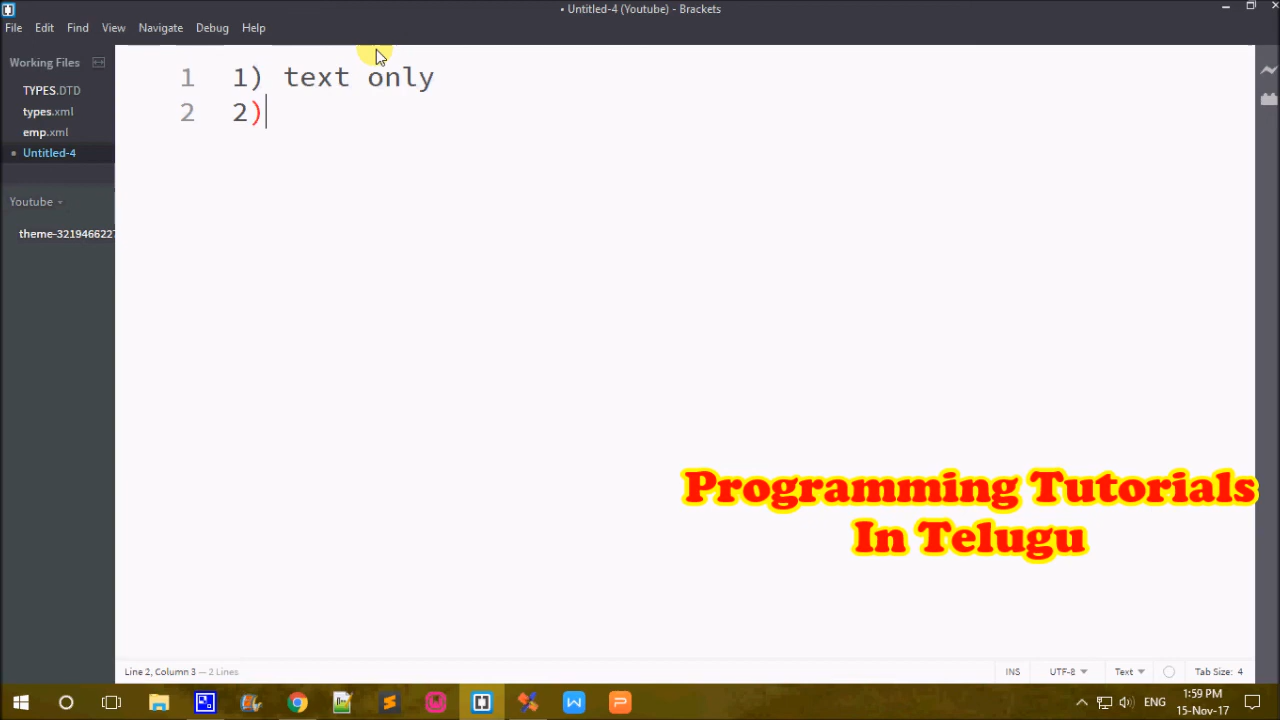 • Untitled-4 (Youtube) - Brackets
File Edit Find View Navigate Debug Help
Working Files
TYPES.DTD
types.xml
emp.xml
• Untitled-4
Youtube
theme-3219466227
1 1) text only
2 2)
Programming Tutorials
In Telugu
Line 2, Column 3 — 2 Lines
INS UTF-8 Text Tab Size: 4
ENG
1:59 PM
15-Nov-17